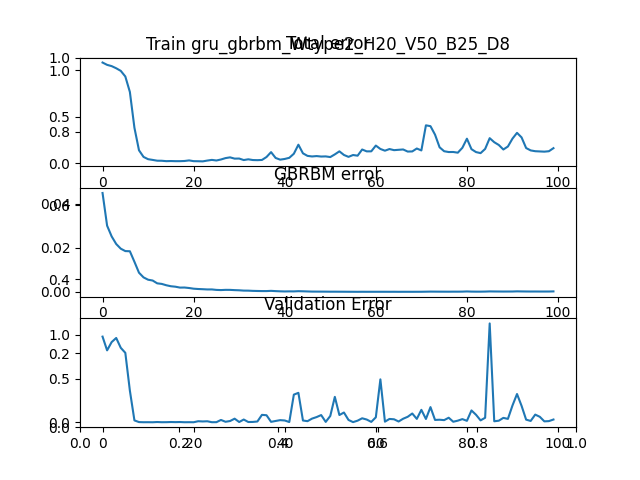 Train gru_gbrbm_Wtype2_H20_V50_B25_D8
Total error
1.0
1.0
0.5
0.8
0.0
0 20 40 60 80 100
GBRBM error
0.04
0.6
0.02
0.4
0.00
0 20 40 60 80 100
Validation Error
1.0
0.2
0.5
0.0
0.0
0.0 0 0.2 20 0.4 40 0.6 60 0.8 80 100 1.0